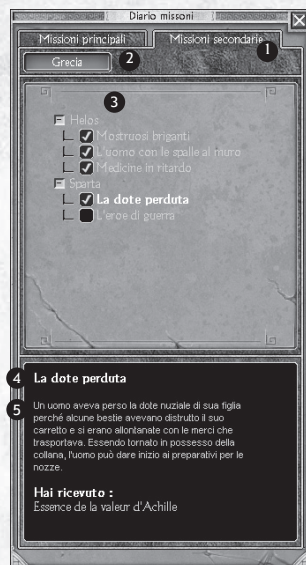 Diario missoni
Missioni principali
Missioni secondarie
1
Grecia
2
3
Helos
Mostruosi briganti
L'uomo con le spalle al muro
Medicine in ritardo
Sparta
La dote perduta
L'eroe di guerra
4
La dote perduta
5
Un uomo aveva perso la dote nuziale di sua figlia
perché alcune bestie avevano distrutto il suo
carretto e si erano allontanate con le merci che
trasportava. Essendo tornato in possesso della
collana, l'uomo può dare inizio ai preparativi per le
nozze.
Hai ricevuto :
Essence de la valeur d'Achille